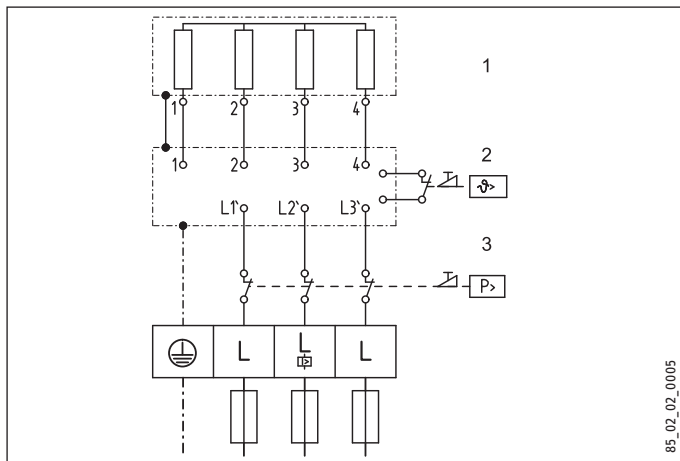 1
1 2 3 4
1 2 3 4
2
ϑ>
L1` L2` L3`
3
P>
L L L
I>
85_02_02_0005